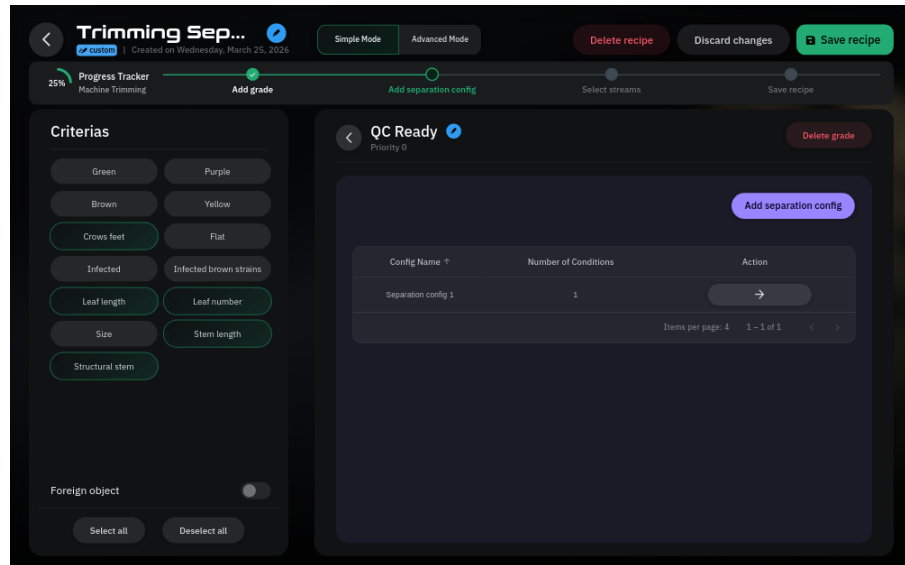 Trimming Sep...
custom | Created on Wednesday, March 25, 2026
Simple Mode
Advanced Mode
Delete recipe
Discard changes
Save recipe
25%
Progress Tracker
Machine Trimming
Add grade
Add separation config
Select streams
Save recipe
Criterias
Green
Purple
Brown
Yellow
Crows feet
Flat
Infected
Infected brown strains
Leaf length
Leaf number
Size
Stem length
Structural stem
Foreign object
Select all
Deselect all
QC Ready
Priority 0
Delete grade
Add separation config
Config Name ↑
Number of Conditions
Action
Separation config 1
1
→
Items per page: 4
1 – 1 of 1